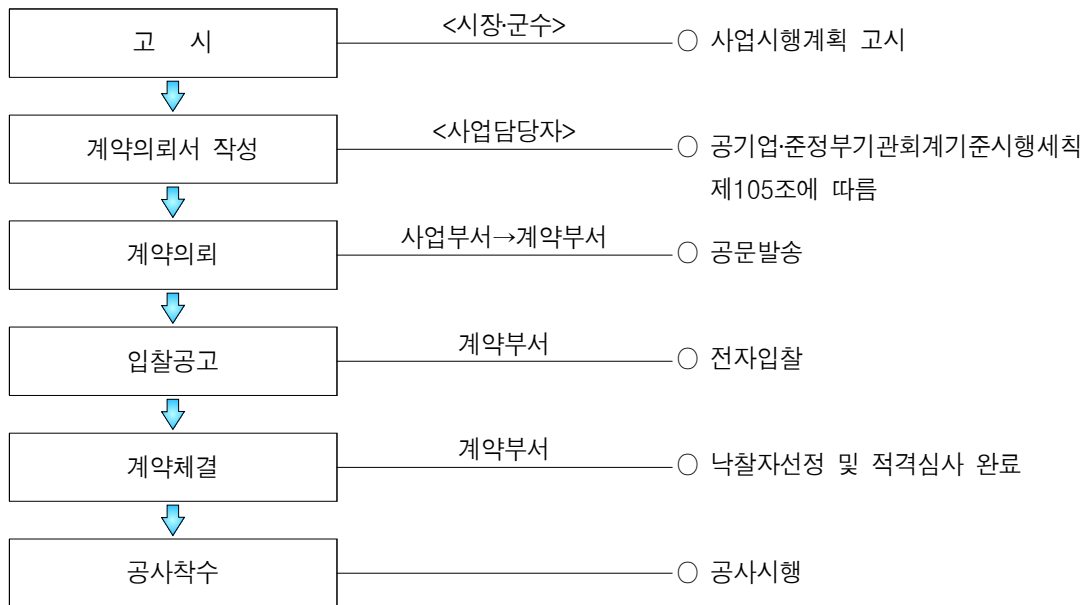 고 시
<시장·군수>
○ 사업시행계획 고시
계약의뢰서 작성
<사업담당자>
○ 공기업·준정부기관회계기준시행세칙
제105조에 따름
계약의뢰
사업부서→계약부서
○ 공문발송
입찰공고
계약부서
○ 전자입찰
계약체결
계약부서
○ 낙찰자선정 및 적격심사 완료
공사착수
○ 공사시행